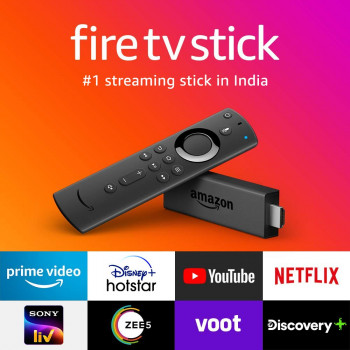 fire tv stick
#1 streaming stick in India
amazon
prime video
Disney+
hotstar
YouTube
NETFLIX
SONY
liv
ZEE5
voot
Discovery+